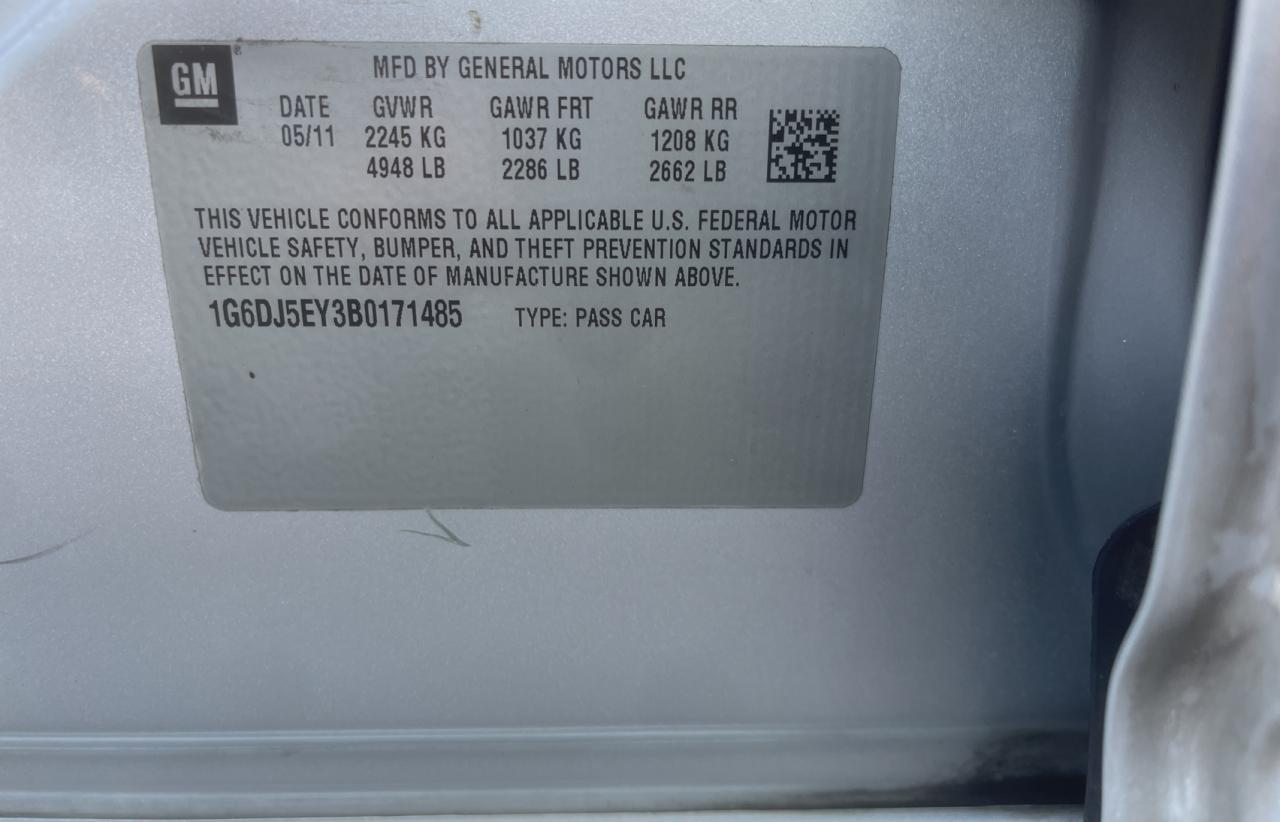 GM
MFD BY GENERAL MOTORS LLC
DATE GVWR GAWR FRT GAWR RR
05/11 2245 KG 1037 KG 1208 KG
4948 LB 2286 LB 2662 LB
THIS VEHICLE CONFORMS TO ALL APPLICABLE U.S. FEDERAL MOTOR
VEHICLE SAFETY, BUMPER, AND THEFT PREVENTION STANDARDS IN
EFFECT ON THE DATE OF MANUFACTURE SHOWN ABOVE.
1G6DJ5EY3B0171485 TYPE: PASS CAR